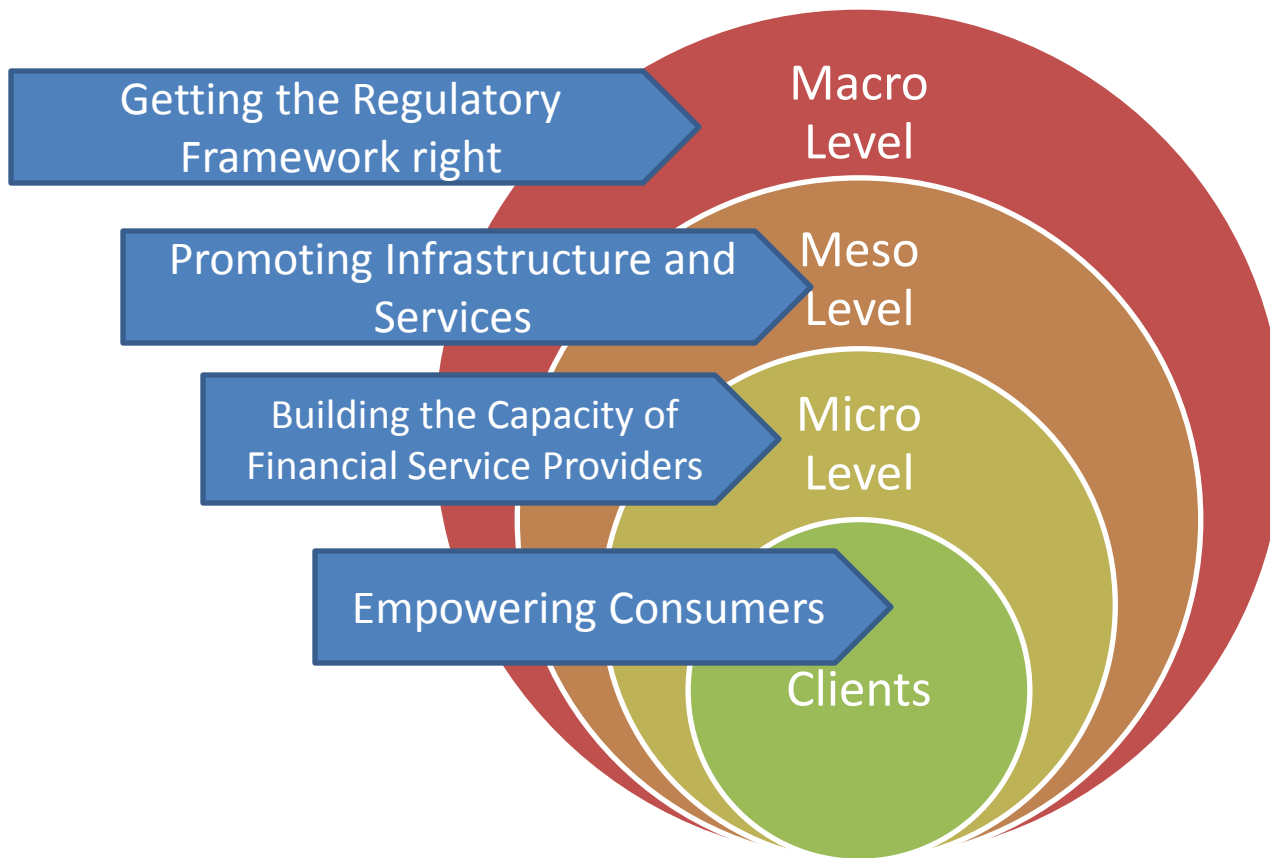 Getting the Regulatory
Framework right
Macro
Level
Promoting Infrastructure and
Services
Meso
Level
Building the Capacity of
Financial Service Providers
Micro
Level
Empowering Consumers
Clients